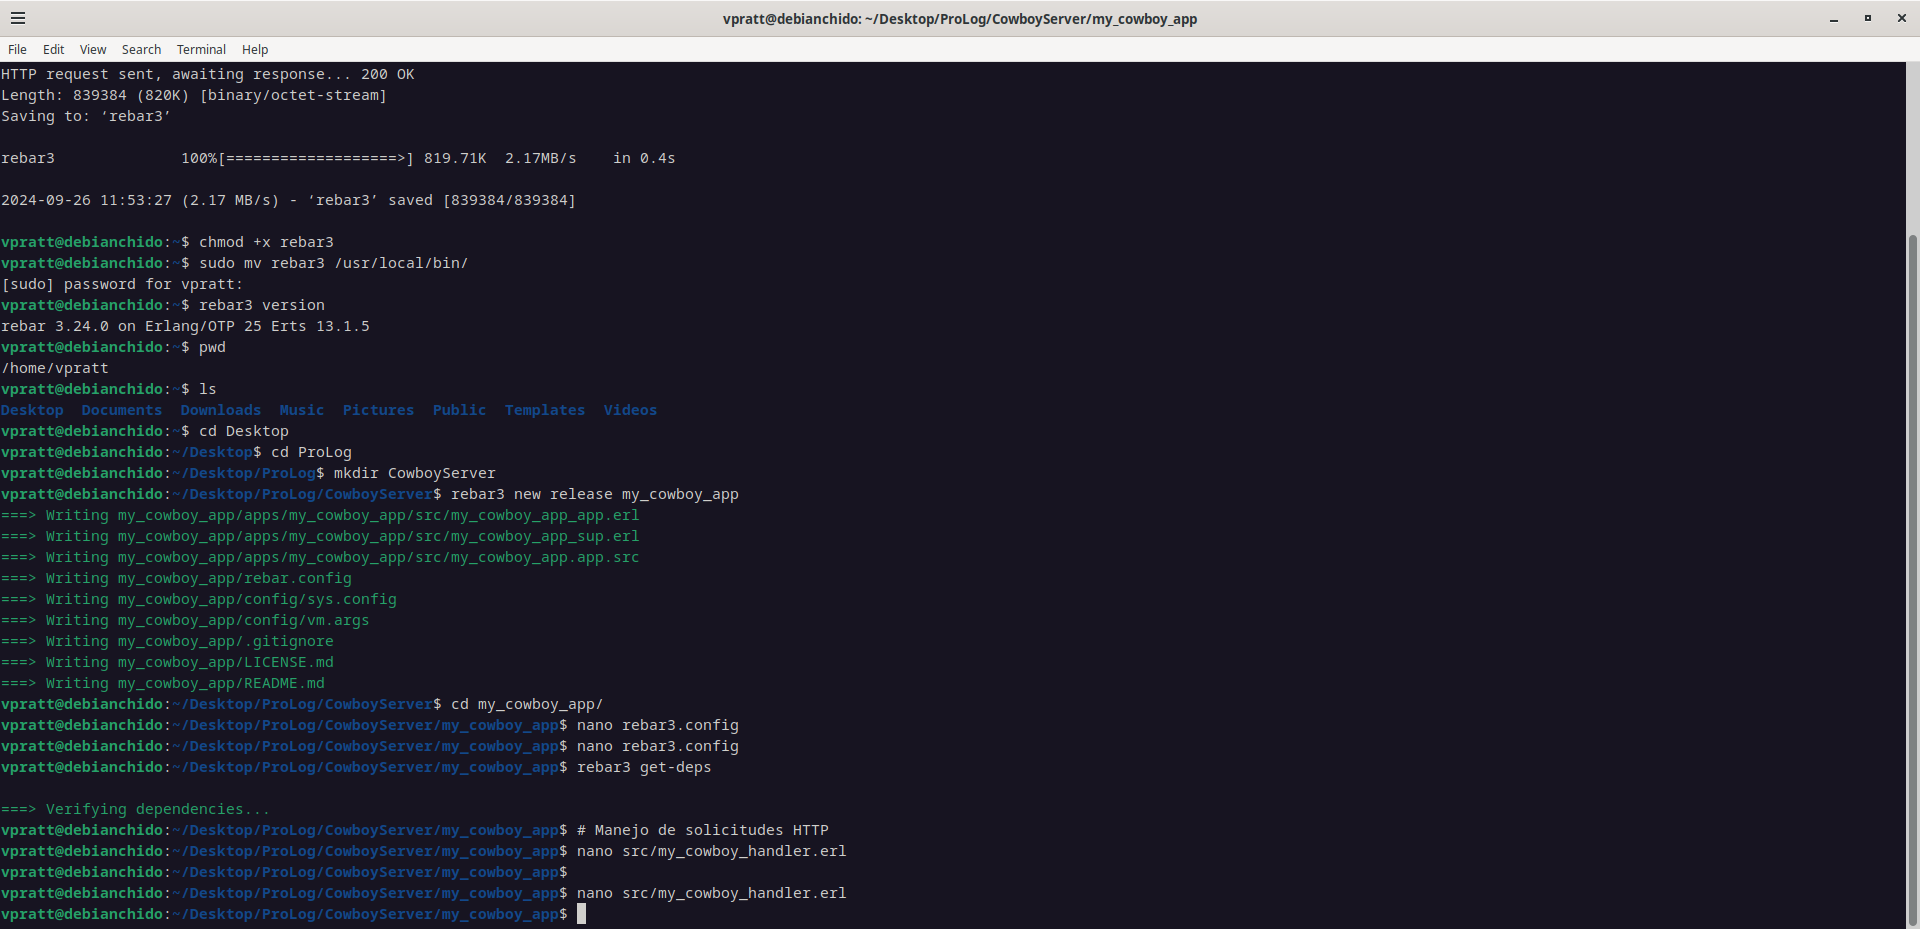 vpratt@debianchido: ~/Desktop/ProLog/CowboyServer/my_cowboy_app
File Edit View Search Terminal Help
HTTP request sent, awaiting response... 200 OK
Length: 839384 (820K) [binary/octet-stream]
Saving to: ‘rebar3’
rebar3 100%[===================>] 819.71K 2.17MB/s in 0.4s
2024-09-26 11:53:27 (2.17 MB/s) - ‘rebar3’ saved [839384/839384]
vpratt@debianchido:~$ chmod +x rebar3
vpratt@debianchido:~$ sudo mv rebar3 /usr/local/bin/
[sudo] password for vpratt:
vpratt@debianchido:~$ rebar3 version
rebar 3.24.0 on Erlang/OTP 25 Erts 13.1.5
vpratt@debianchido:~$ pwd
/home/vpratt
vpratt@debianchido:~$ ls
Desktop Documents Downloads Music Pictures Public Templates Videos
vpratt@debianchido:~$ cd Desktop
vpratt@debianchido:~/Desktop$ cd ProLog
vpratt@debianchido:~/Desktop/ProLog$ mkdir CowboyServer
vpratt@debianchido:~/Desktop/ProLog/CowboyServer$ rebar3 new release my_cowboy_app
===> Writing my_cowboy_app/apps/my_cowboy_app/src/my_cowboy_app_app.erl
===> Writing my_cowboy_app/apps/my_cowboy_app/src/my_cowboy_app_sup.erl
===> Writing my_cowboy_app/apps/my_cowboy_app/src/my_cowboy_app.app.src
===> Writing my_cowboy_app/rebar.config
===> Writing my_cowboy_app/config/sys.config
===> Writing my_cowboy_app/config/vm.args
===> Writing my_cowboy_app/.gitignore
===> Writing my_cowboy_app/LICENSE.md
===> Writing my_cowboy_app/README.md
vpratt@debianchido:~/Desktop/ProLog/CowboyServer$ cd my_cowboy_app/
vpratt@debianchido:~/Desktop/ProLog/CowboyServer/my_cowboy_app$ nano rebar3.config
vpratt@debianchido:~/Desktop/ProLog/CowboyServer/my_cowboy_app$ nano rebar3.config
vpratt@debianchido:~/Desktop/ProLog/CowboyServer/my_cowboy_app$ rebar3 get-deps
===> Verifying dependencies...
vpratt@debianchido:~/Desktop/ProLog/CowboyServer/my_cowboy_app$ # Manejo de solicitudes HTTP
vpratt@debianchido:~/Desktop/ProLog/CowboyServer/my_cowboy_app$ nano src/my_cowboy_handler.erl
vpratt@debianchido:~/Desktop/ProLog/CowboyServer/my_cowboy_app$
vpratt@debianchido:~/Desktop/ProLog/CowboyServer/my_cowboy_app$ nano src/my_cowboy_handler.erl
vpratt@debianchido:~/Desktop/ProLog/CowboyServer/my_cowboy_app$